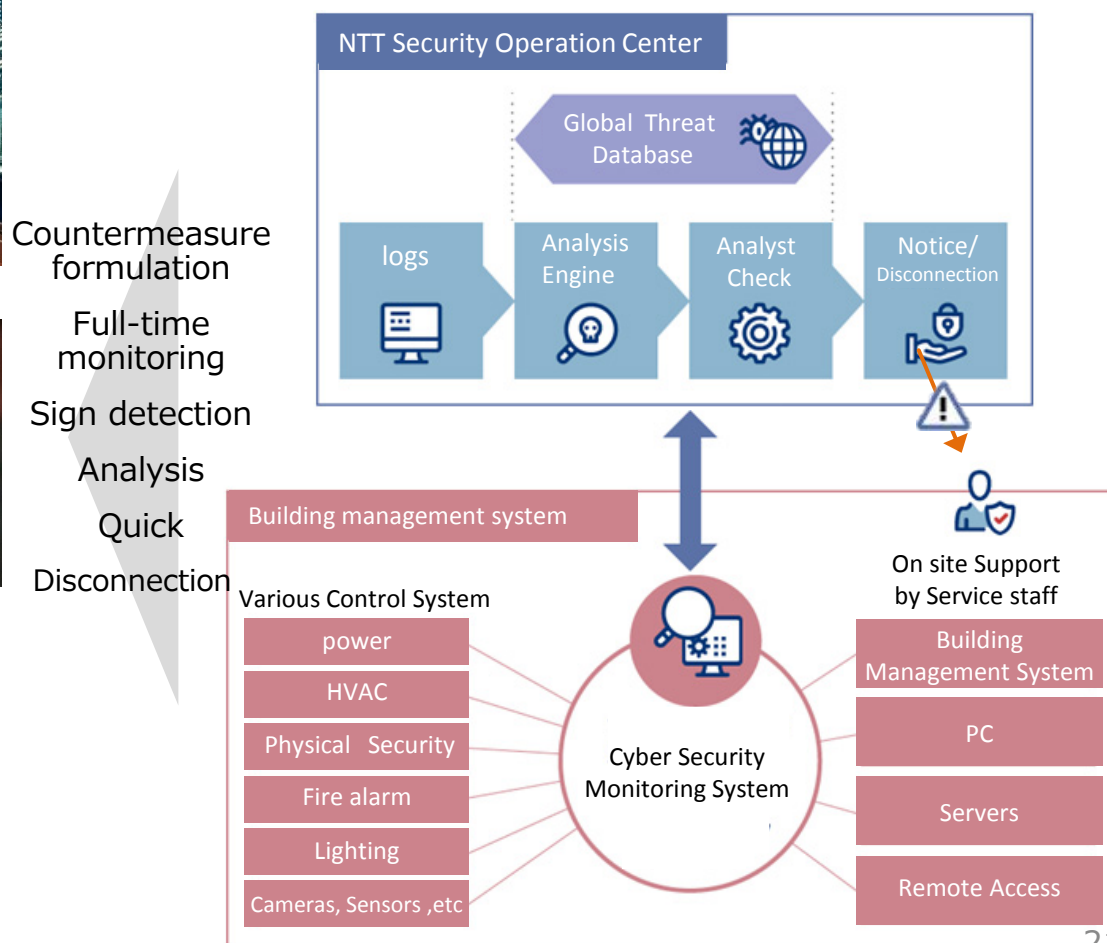 NTT Security Operation Center
Global Threat
Database
logs
Analysis
Engine
Analyst
Check
Notice/
Disconnection
Countermeasure
formulation
Full-time
monitoring
Sign detection
Analysis
Quick
Disconnection
Building management system
Various Control System
power
HVAC
Physical Security
Fire alarm
Lighting
Cameras, Sensors ,etc
Cyber Security
Monitoring System
On site Support
by Service staff
Building
Management System
PC
Servers
Remote Access